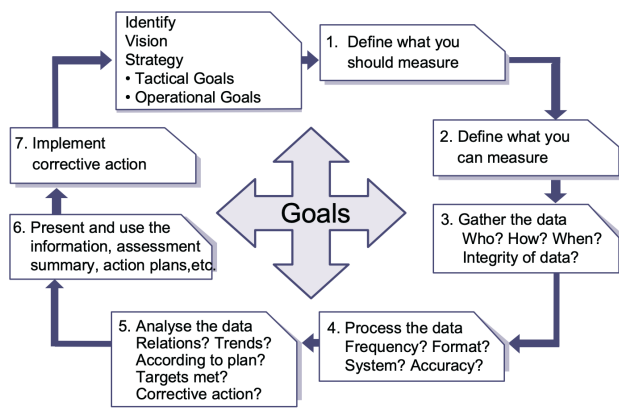 Identify
Vision
Strategy
• Tactical Goals
• Operational Goals
1. Define what you
should measure
2. Define what you
can measure
3. Gather the data
Who? How? When?
Integrity of data?
4. Process the data
Frequency? Format?
System? Accuracy?
5. Analyse the data
Relations? Trends?
According to plan?
Targets met?
Corrective action?
6. Present and use the
information, assessment
summary, action plans,etc.
7. Implement
corrective action
Goals